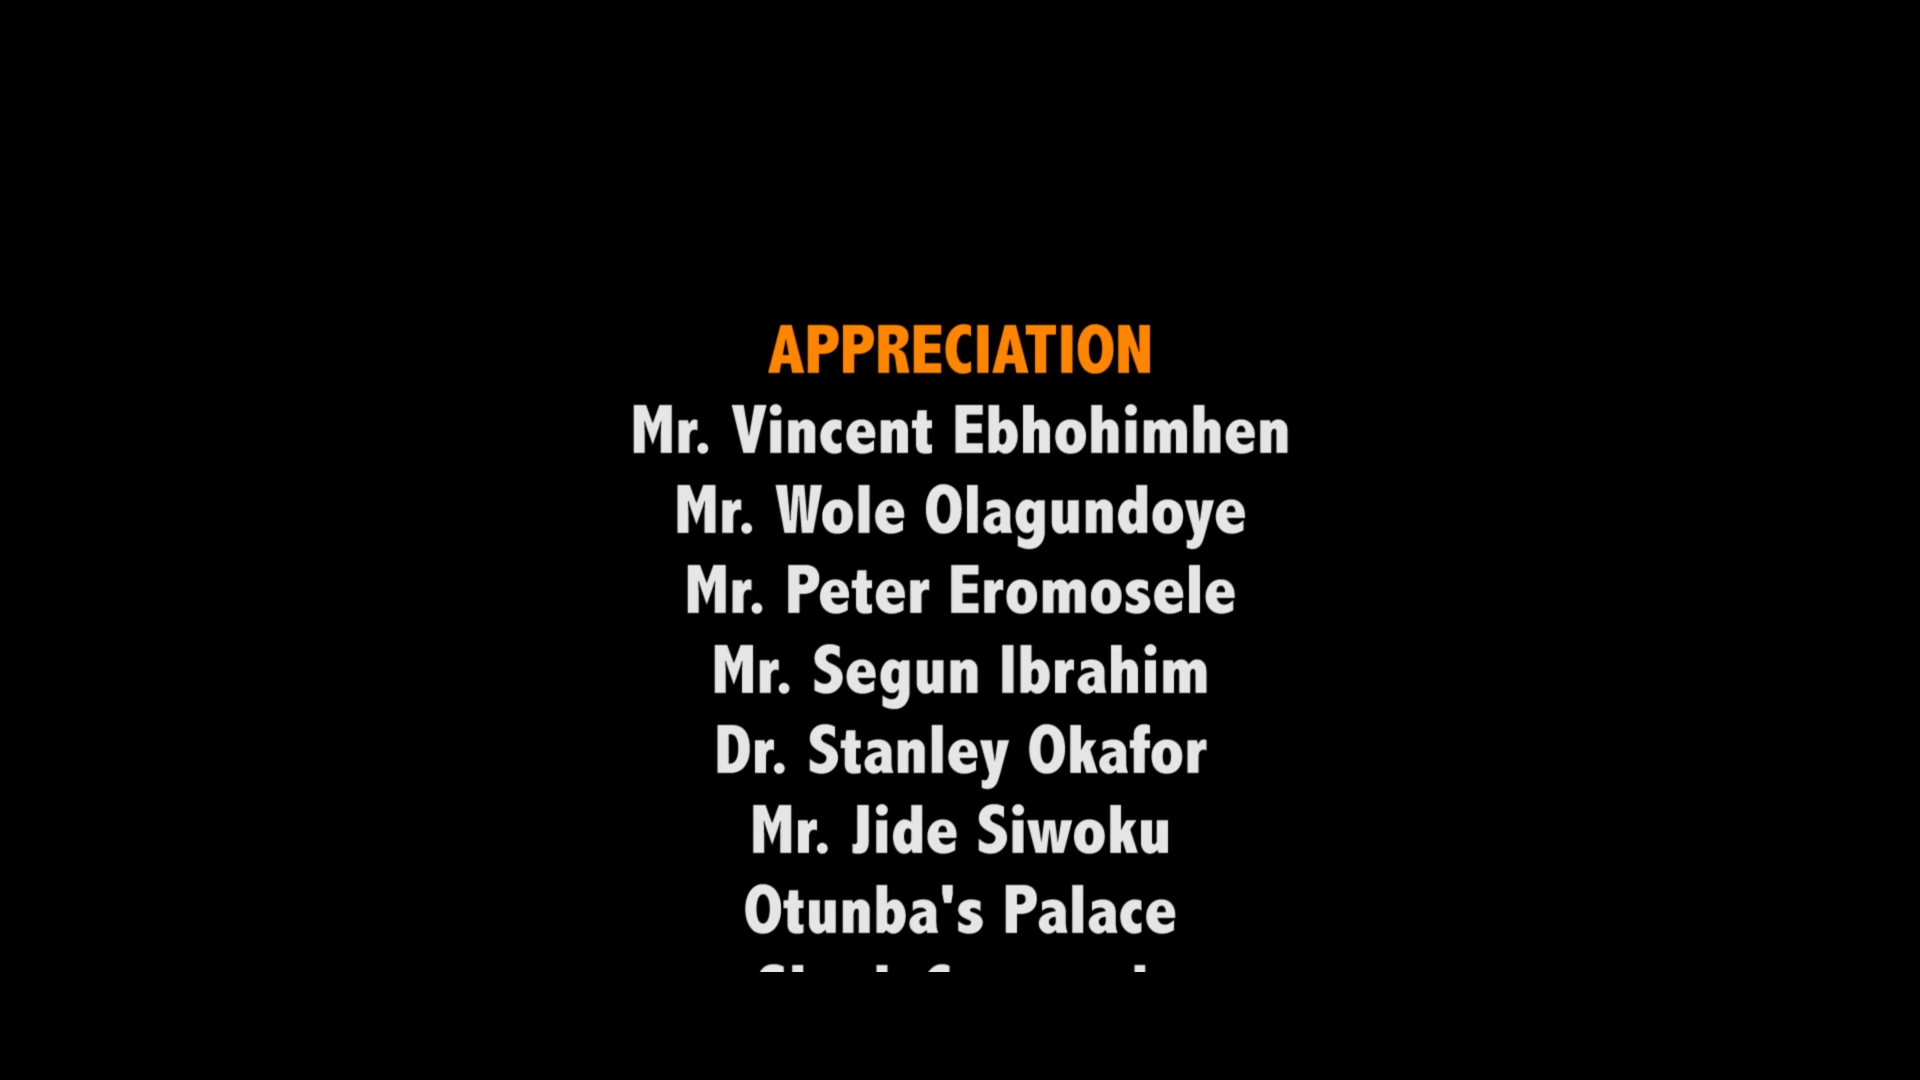 APPRECIATION
Mr. Vincent Ebhohimhen
Mr. Wole Olagundoye
Mr. Peter Eromosele
Mr. Segun Ibrahim
Dr. Stanley Okafor
Mr. Jide Siwoku
Otunba's Palace